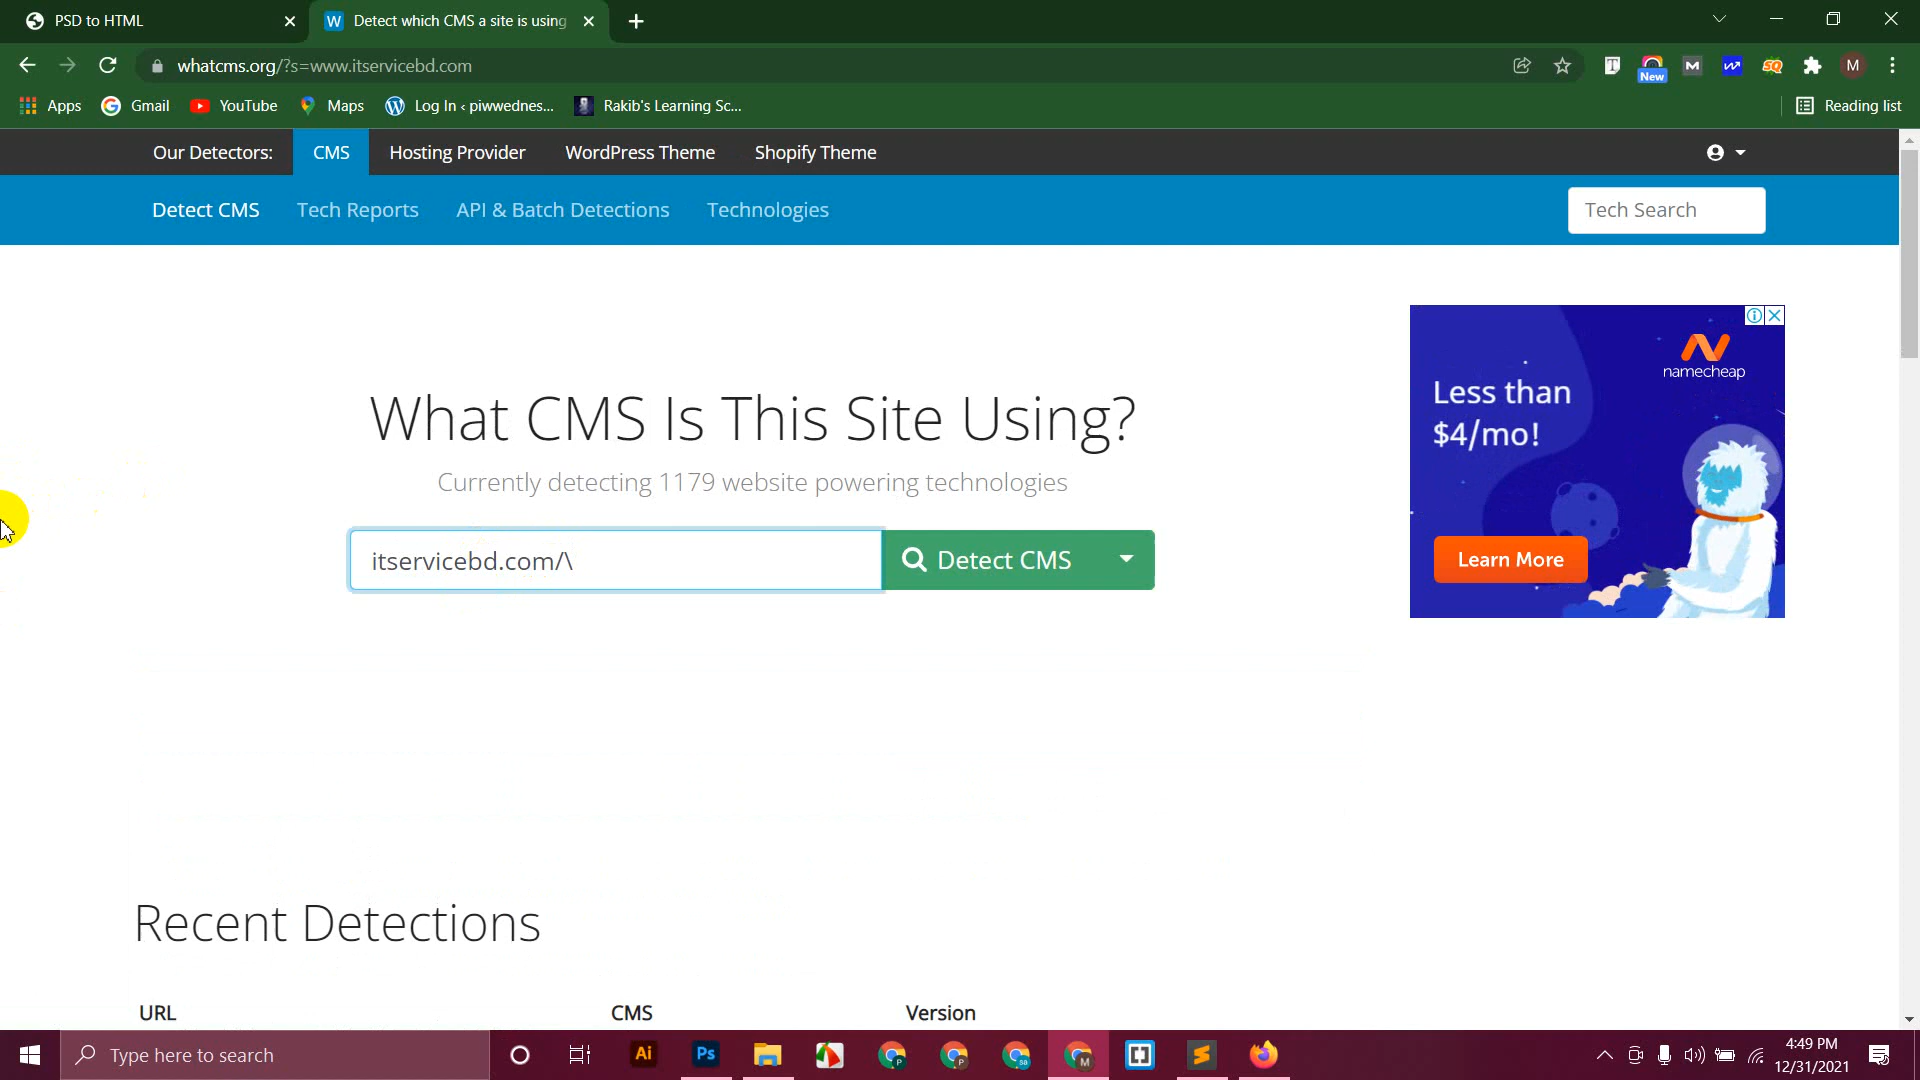 PSD to HTML
Detect which CMS a site is using
whatcms.org/?s=www.itservicebd.com
New
M
Apps
Gmail
YouTube
Maps
Log In ‹ piwwednes...
Rakib's Learning Sc...
Reading list
Our Detectors:
CMS
Hosting Provider
WordPress Theme
Shopify Theme
Detect CMS
Tech Reports
API & Batch Detections
Technologies
Tech Search
What CMS Is This Site Using?
Currently detecting 1179 website powering technologies
itservicebd.com/\
Detect CMS
namecheap
Less than
$4/mo!
Learn More
Recent Detections
URL CMS Version
Type here to search
Ai
Ps
4:49 PM
12/31/2021